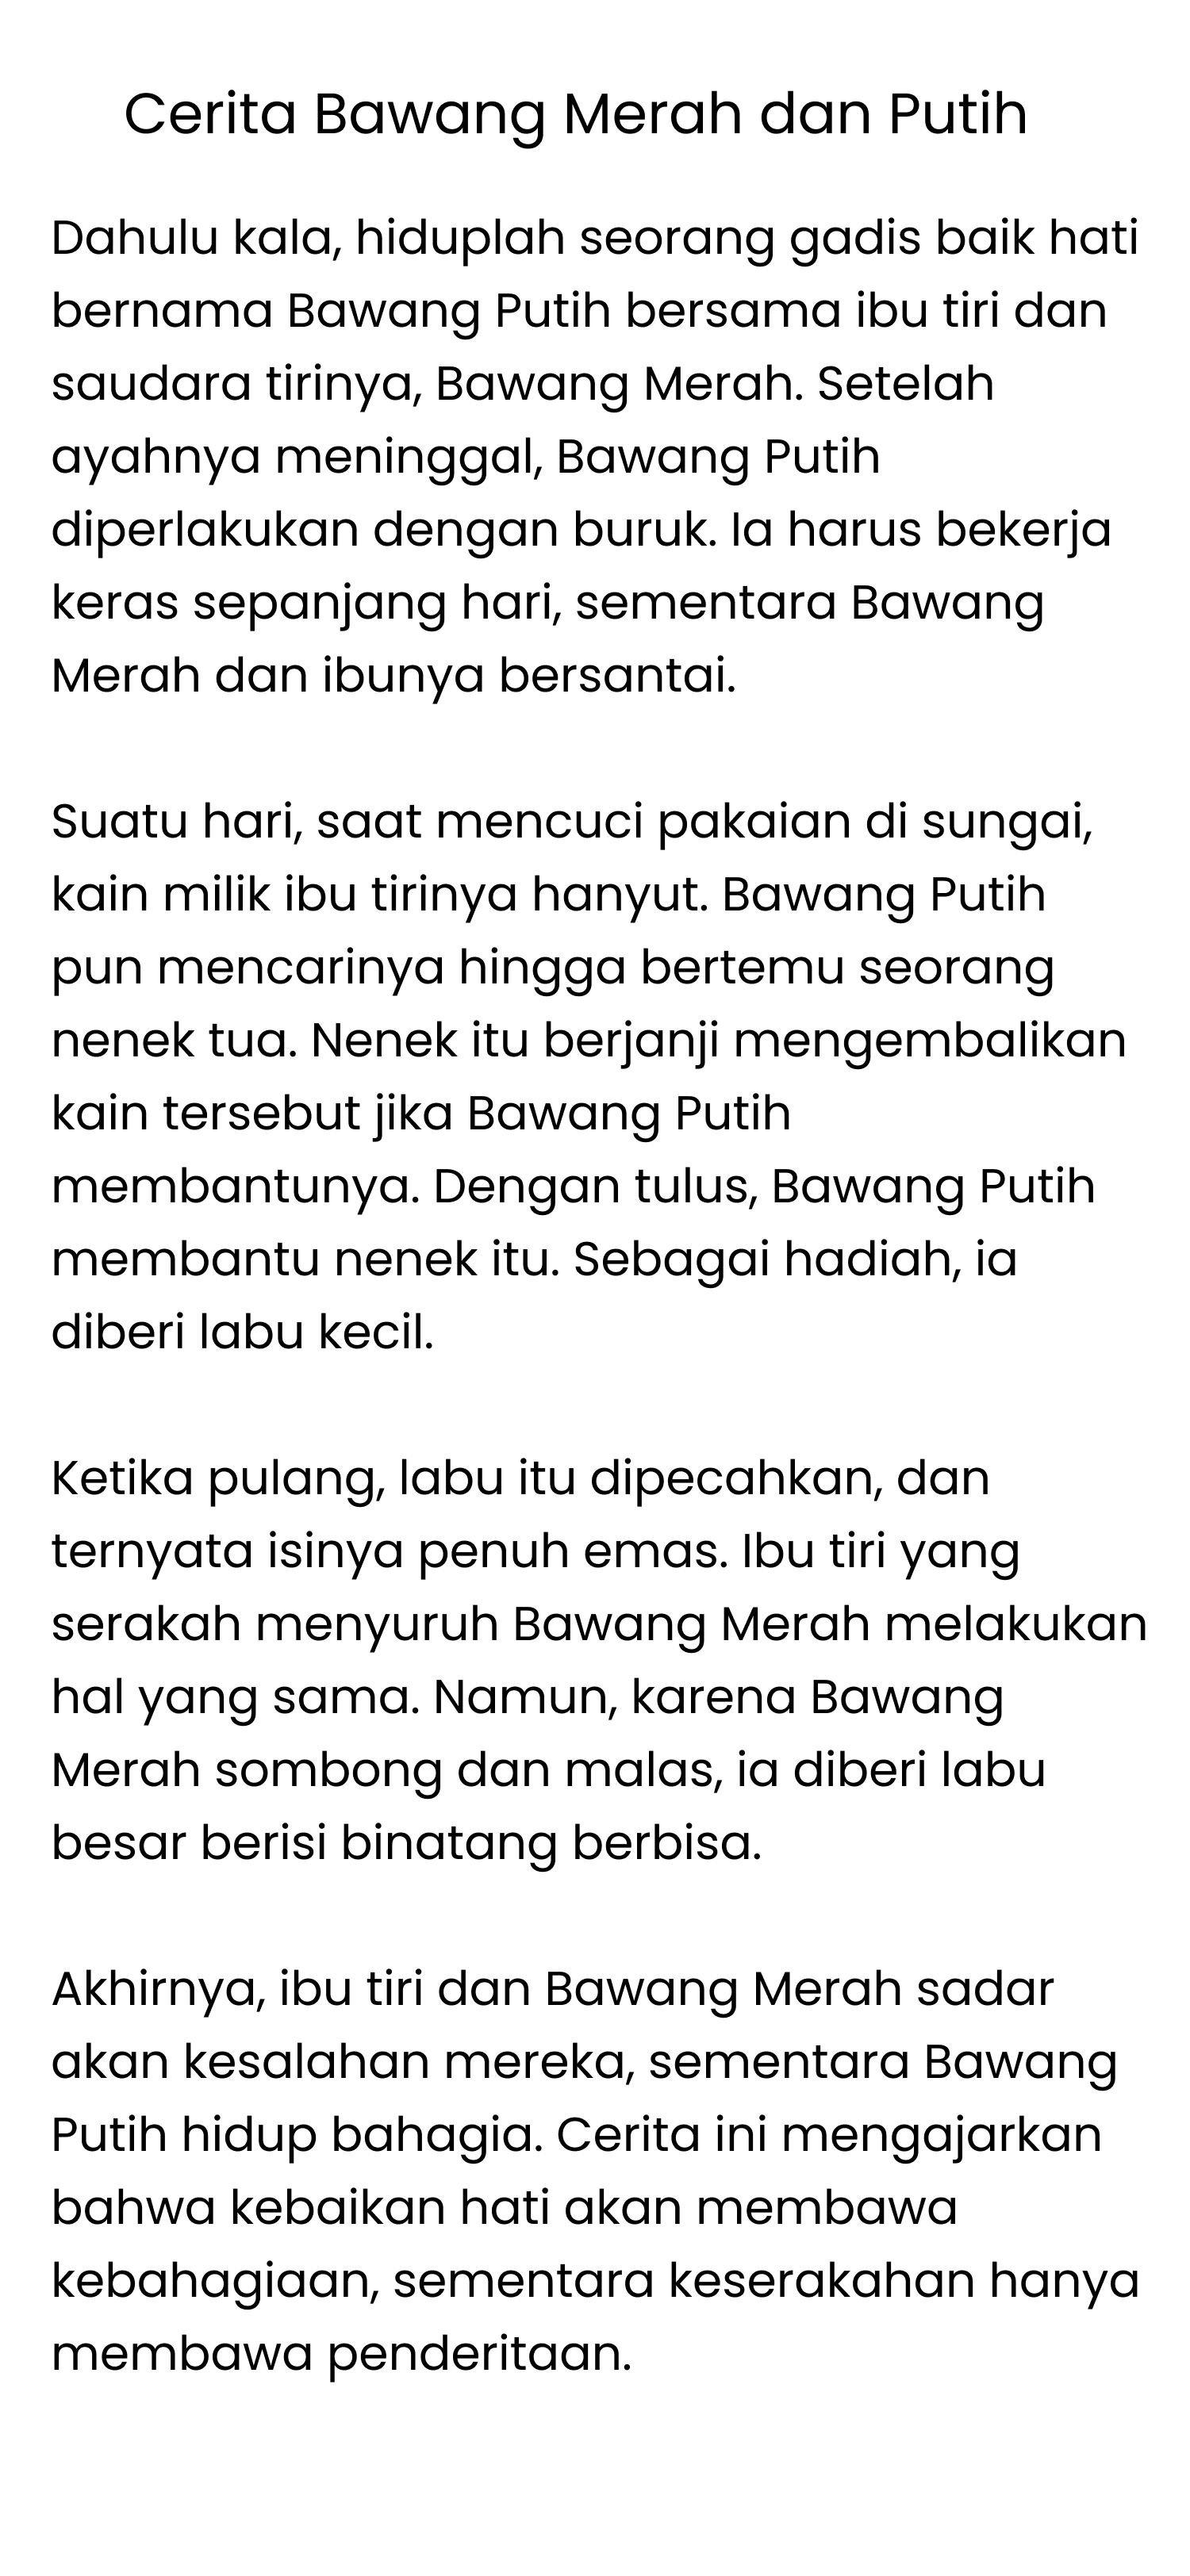 Cerita Bawang Merah dan Putih
Dahulu kala, hiduplah seorang gadis baik hati
bernama Bawang Putih bersama ibu tiri dan
saudara tirinya, Bawang Merah. Setelah
ayahnya meninggal, Bawang Putih
diperlakukan dengan buruk. Ia harus bekerja
keras sepanjang hari, sementara Bawang
Merah dan ibunya bersantai.
Suatu hari, saat mencuci pakaian di sungai,
kain milik ibu tirinya hanyut. Bawang Putih
pun mencarinya hingga bertemu seorang
nenek tua. Nenek itu berjanji mengembalikan
kain tersebut jika Bawang Putih
membantunya. Dengan tulus, Bawang Putih
membantu nenek itu. Sebagai hadiah, ia
diberi labu kecil.
Ketika pulang, labu itu dipecahkan, dan
ternyata isinya penuh emas. Ibu tiri yang
serakah menyuruh Bawang Merah melakukan
hal yang sama. Namun, karena Bawang
Merah sombong dan malas, ia diberi labu
besar berisi binatang berbisa.
Akhirnya, ibu tiri dan Bawang Merah sadar
akan kesalahan mereka, sementara Bawang
Putih hidup bahagia. Cerita ini mengajarkan
bahwa kebaikan hati akan membawa
kebahagiaan, sementara keserakahan hanya
membawa penderitaan.